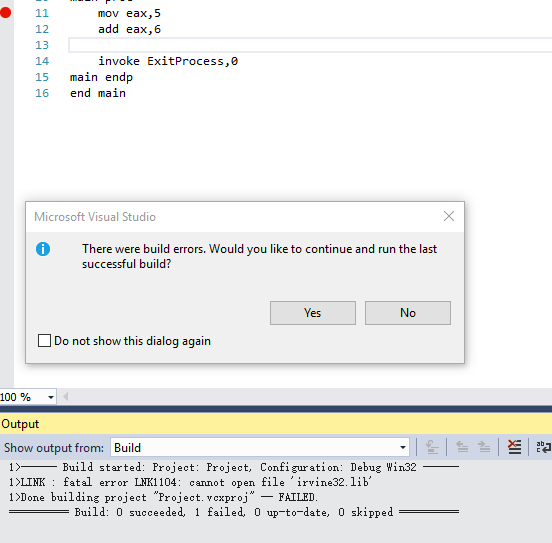 10 main proc
11 mov eax,5
12 add eax,6
13
14 invoke ExitProcess,0
15 main endp
16 end main
Microsoft Visual Studio
There were build errors. Would you like to continue and run the last
successful build?
Yes No
Do not show this dialog again
100 %
Output
Show output from: Build
1>------ Build started: Project: Project, Configuration: Debug Win32 ------
1>LINK : fatal error LNK1104: cannot open file 'irvine32.lib'
1>Done building project "Project.vcxproj" -- FAILED.
========== Build: 0 succeeded, 1 failed, 0 up-to-date, 0 skipped ==========